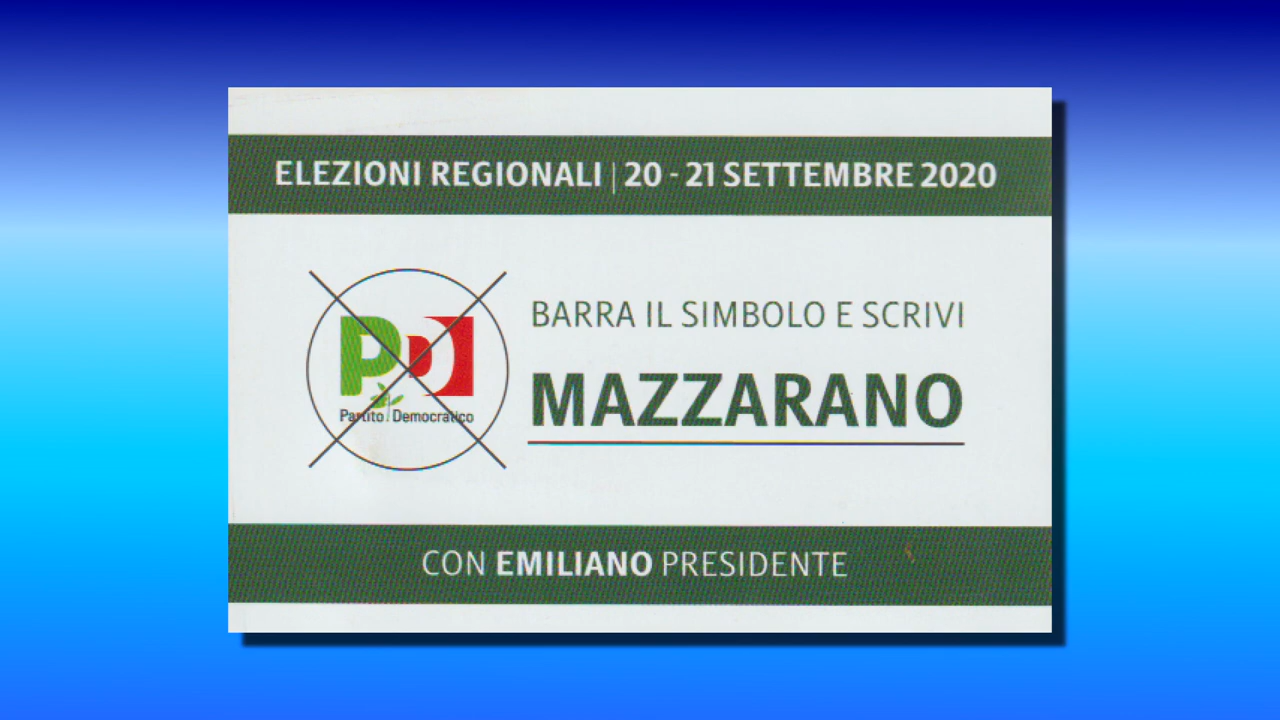 ELEZIONI REGIONALI | 20 - 21 SETTEMBRE 2020
BARRA IL SIMBOLO E SCRIVI
MAZZARANO
PD
Partito Democratico
CON EMILIANO PRESIDENTE